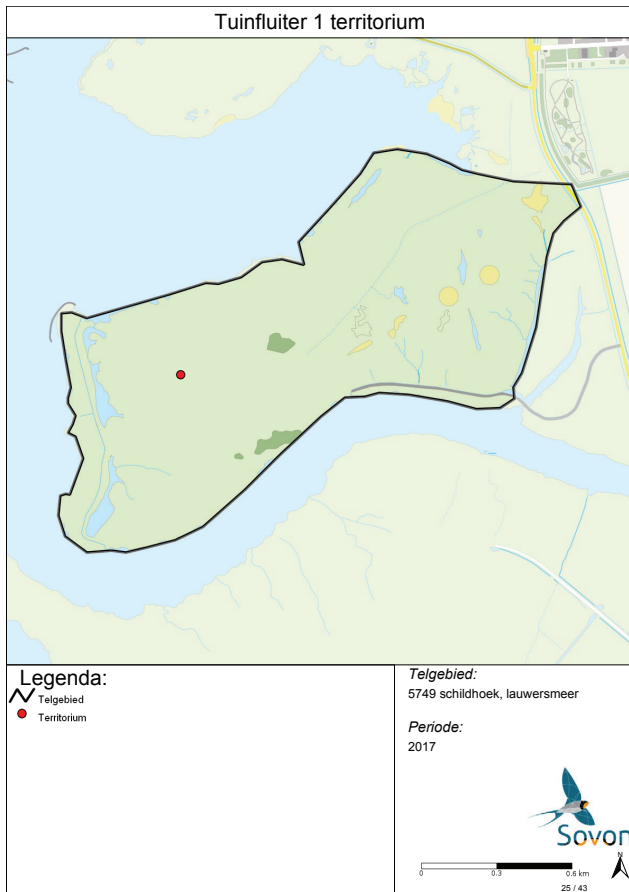 Tuinfluiter 1 territorium
Legenda:
Telgebied
Territorium
Telgebied:
5749 schildhoek, lauwersmeer
Periode:
2017
Sovon
N
0 0.3 0.6 km
25 / 43